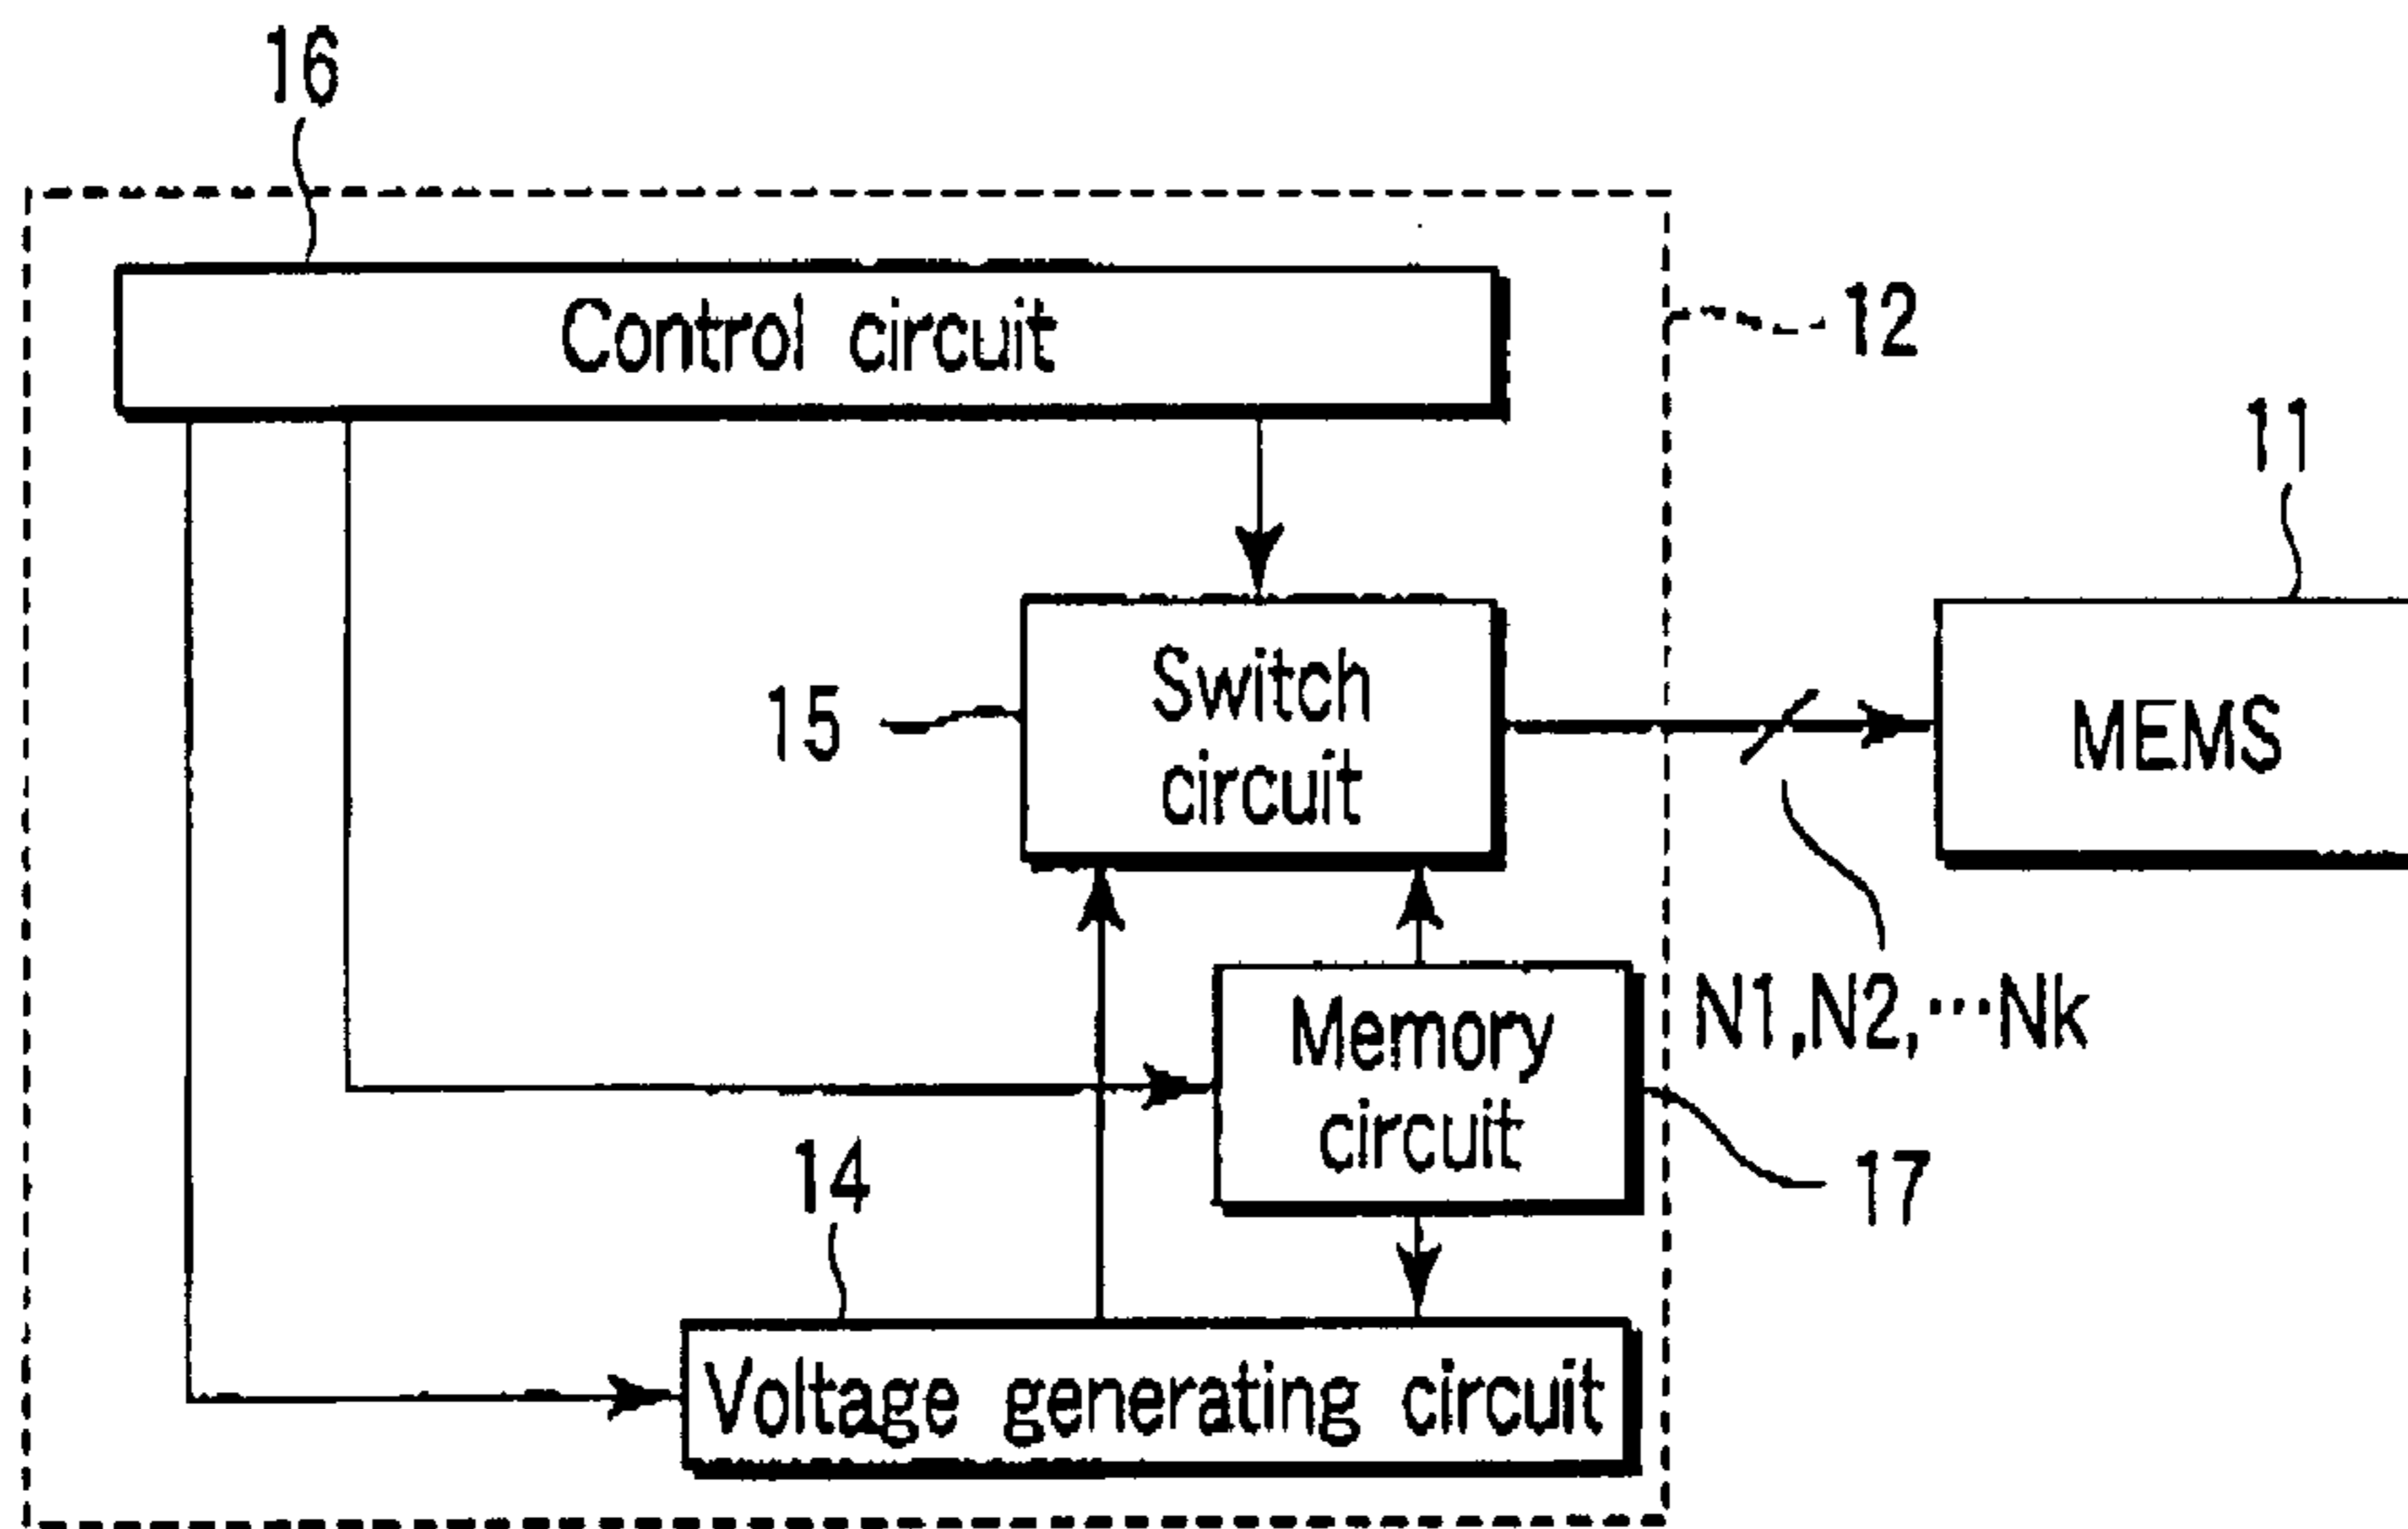 16
Control circuit
12
11
15
Switch
circuit
MEMS
N1,N2,···Nk
Memory
circuit
14
17
Voltage generating circuit